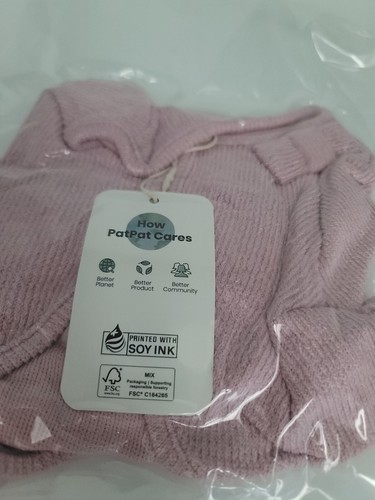 How
PatPat Cares
Better
Planet
Better
Product
Better
Community
PRINTED WITH
SOY INK
FSC
MIX
Packaging | Supporting
responsible forestry
FSC® C184285